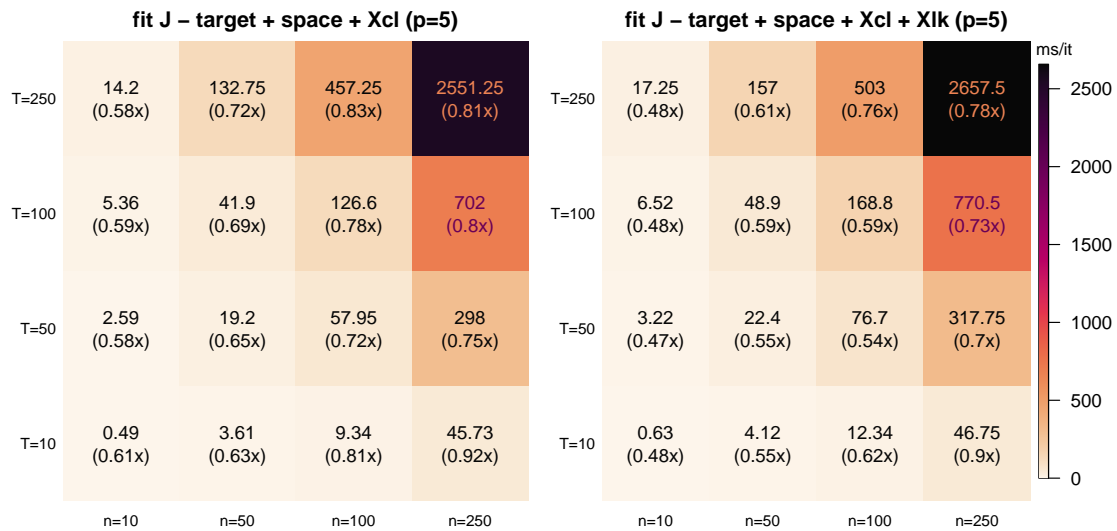 fit J − target + space + Xcl (p=5)
T=250
14.2
(0.58x)
132.75
(0.72x)
457.25
(0.83x)
2551.25
(0.81x)
T=100
5.36
(0.59x)
41.9
(0.69x)
126.6
(0.78x)
702
(0.8x)
T=50
2.59
(0.58x)
19.2
(0.65x)
57.95
(0.72x)
298
(0.75x)
T=10
0.49
(0.61x)
3.61
(0.63x)
9.34
(0.81x)
45.73
(0.92x)
n=10
n=50
n=100
n=250
fit J − target + space + Xcl + Xlk (p=5)
T=250
17.25
(0.48x)
157
(0.61x)
503
(0.76x)
2657.5
(0.78x)
T=100
6.52
(0.48x)
48.9
(0.59x)
168.8
(0.59x)
770.5
(0.73x)
T=50
3.22
(0.47x)
22.4
(0.55x)
76.7
(0.54x)
317.75
(0.7x)
T=10
0.63
(0.48x)
4.12
(0.55x)
12.34
(0.62x)
46.75
(0.9x)
n=10
n=50
n=100
n=250
ms/it
2500
2000
1500
1000
500
0